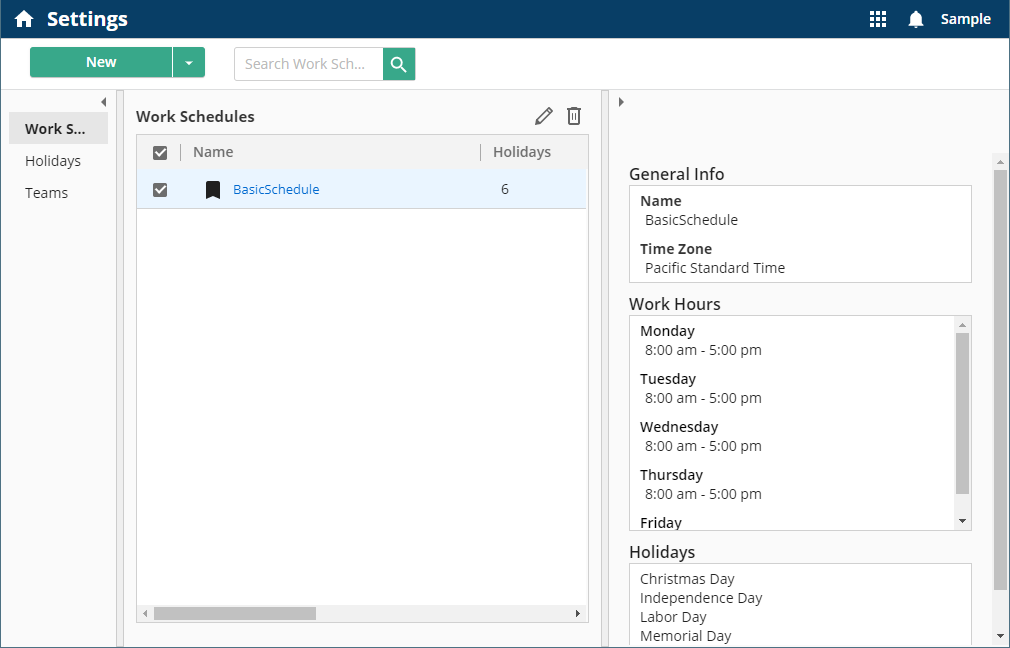 Settings
Sample
New
Search Work Sch...
Work S...
Holidays
Teams
Work Schedules
Name
Holidays
BasicSchedule
6
General Info
Name
BasicSchedule
Time Zone
Pacific Standard Time
Work Hours
Monday
8:00 am - 5:00 pm
Tuesday
8:00 am - 5:00 pm
Wednesday
8:00 am - 5:00 pm
Thursday
8:00 am - 5:00 pm
Friday
Holidays
Christmas Day
Independence Day
Labor Day
Memorial Day